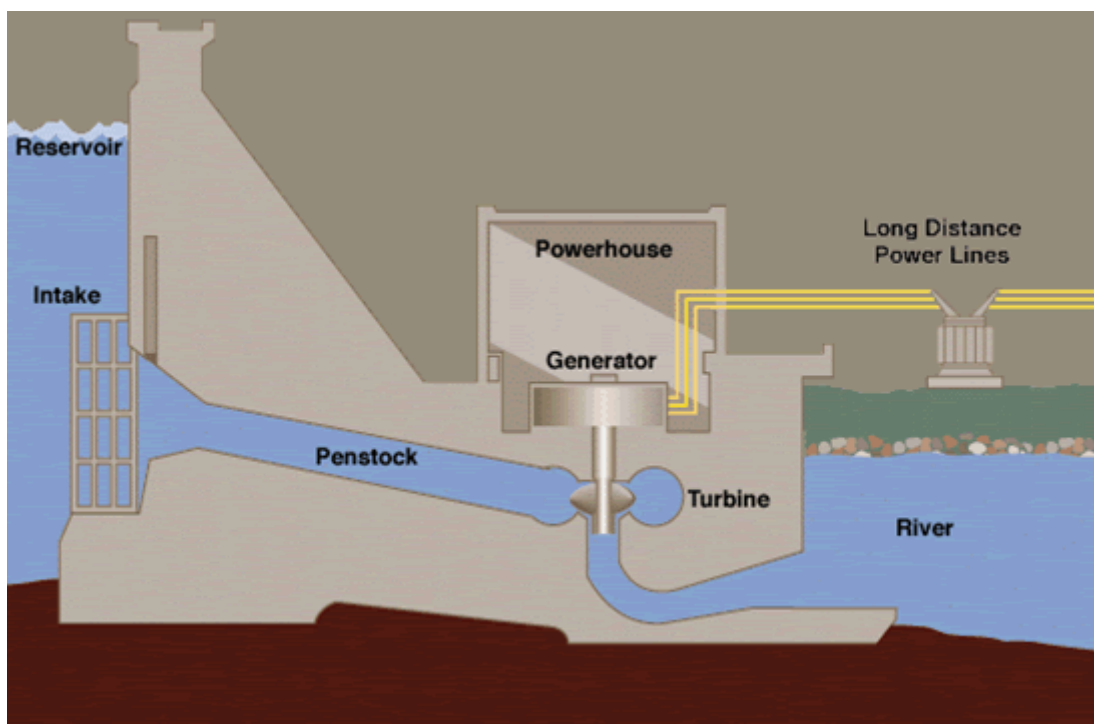 Reservoir
Intake
Powerhouse
Long Distance
Power Lines
Generator
Penstock
Turbine
River